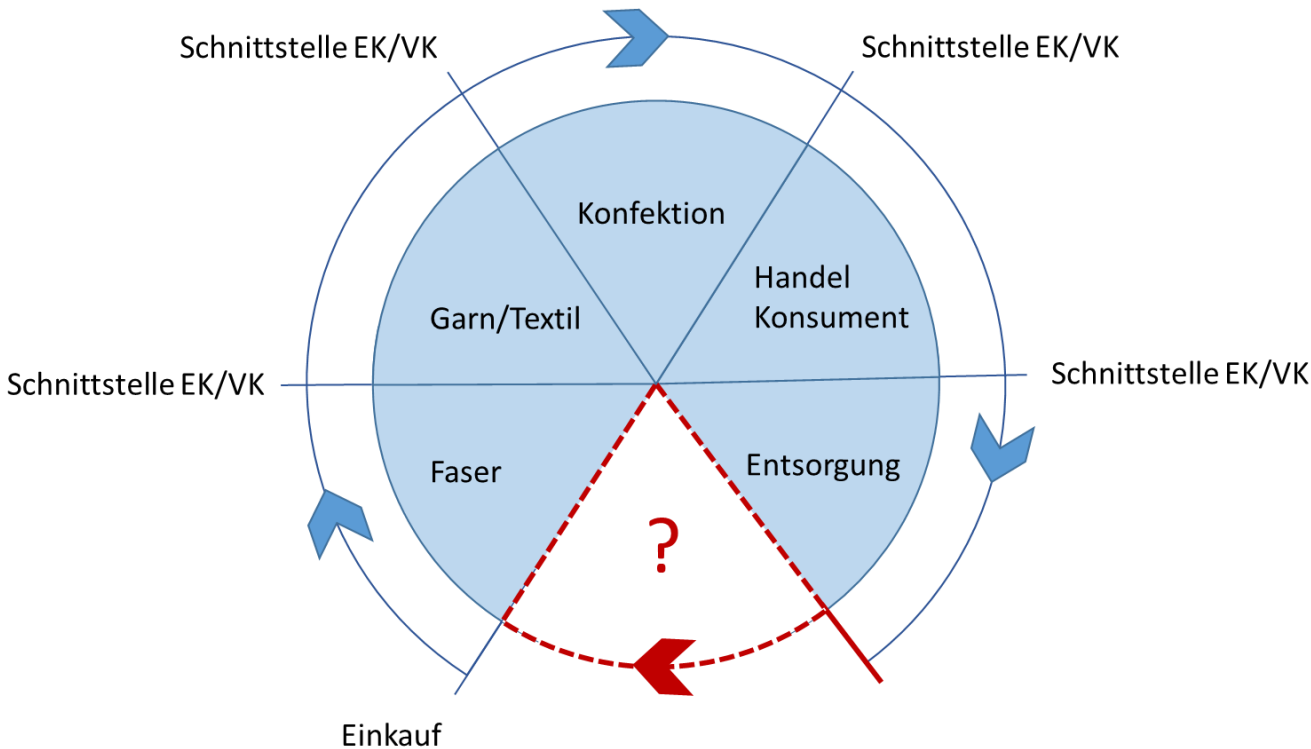 Schnittstelle EK/VK
Schnittstelle EK/VK
Konfektion
Handel
Konsument
Garn/Textil
Schnittstelle EK/VK
Schnittstelle EK/VK
Faser
Entsorgung
?
Einkauf